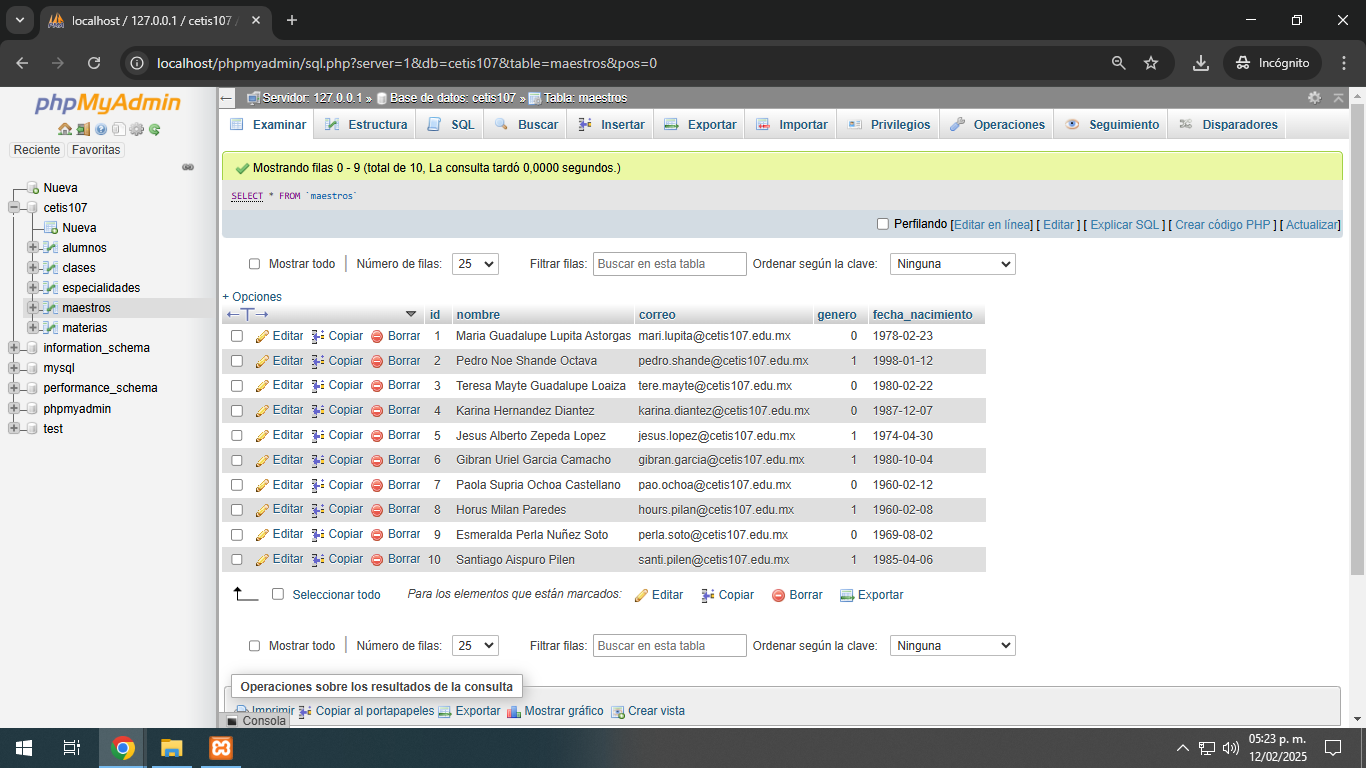 localhost / 127.0.0.1 / cetis107 /
localhost/phpmyadmin/sql.php?server=1&db=cetis107&table=maestros&pos=0
Incógnito
phpMyAdmin
Reciente Favoritas
Nueva
cetis107
Nueva
alumnos
clases
especialidades
maestros
materias
information_schema
mysql
performance_schema
phpmyadmin
test
Servidor: 127.0.0.1 » Base de datos: cetis107 » Tabla: maestros
Examinar Estructura SQL Buscar Insertar Exportar Importar Privilegios Operaciones Seguimiento Disparadores
Mostrando filas 0 - 9 (total de 10, La consulta tardó 0,0000 segundos.)
SELECT * FROM `maestros`
Perfilando [Editar en línea] [ Editar ] [ Explicar SQL ] [ Crear código PHP ] [ Actualizar]
Mostrar todo Número de filas: 25 Filtrar filas: Buscar en esta tabla Ordenar según la clave: Ninguna
+ Opciones
←T→ id nombre correo genero fecha_nacimiento
Editar Copiar Borrar 1 Maria Guadalupe Lupita Astorgas mari.lupita@cetis107.edu.mx 0 1978-02-23
Editar Copiar Borrar 2 Pedro Noe Shande Octava pedro.shande@cetis107.edu.mx 1 1998-01-12
Editar Copiar Borrar 3 Teresa Mayte Guadalupe Loaiza tere.mayte@cetis107.edu.mx 0 1980-02-22
Editar Copiar Borrar 4 Karina Hernandez Diantez karina.diantez@cetis107.edu.mx 0 1987-12-07
Editar Copiar Borrar 5 Jesus Alberto Zepeda Lopez jesus.lopez@cetis107.edu.mx 1 1974-04-30
Editar Copiar Borrar 6 Gibran Uriel Garcia Camacho gibran.garcia@cetis107.edu.mx 1 1980-10-04
Editar Copiar Borrar 7 Paola Supria Ochoa Castellano pao.ochoa@cetis107.edu.mx 0 1960-02-12
Editar Copiar Borrar 8 Horus Milan Paredes hours.pilan@cetis107.edu.mx 1 1960-02-08
Editar Copiar Borrar 9 Esmeralda Perla Nuñez Soto perla.soto@cetis107.edu.mx 0 1969-08-02
Editar Copiar Borrar 10 Santiago Aispuro Pilen santi.pilen@cetis107.edu.mx 1 1985-04-06
Seleccionar todo Para los elementos que están marcados: Editar Copiar Borrar Exportar
Mostrar todo Número de filas: 25 Filtrar filas: Buscar en esta tabla Ordenar según la clave: Ninguna
Operaciones sobre los resultados de la consulta
Imprimir Copiar al portapapeles Exportar Mostrar gráfico Crear vista
Consola
05:23 p. m.
12/02/2025